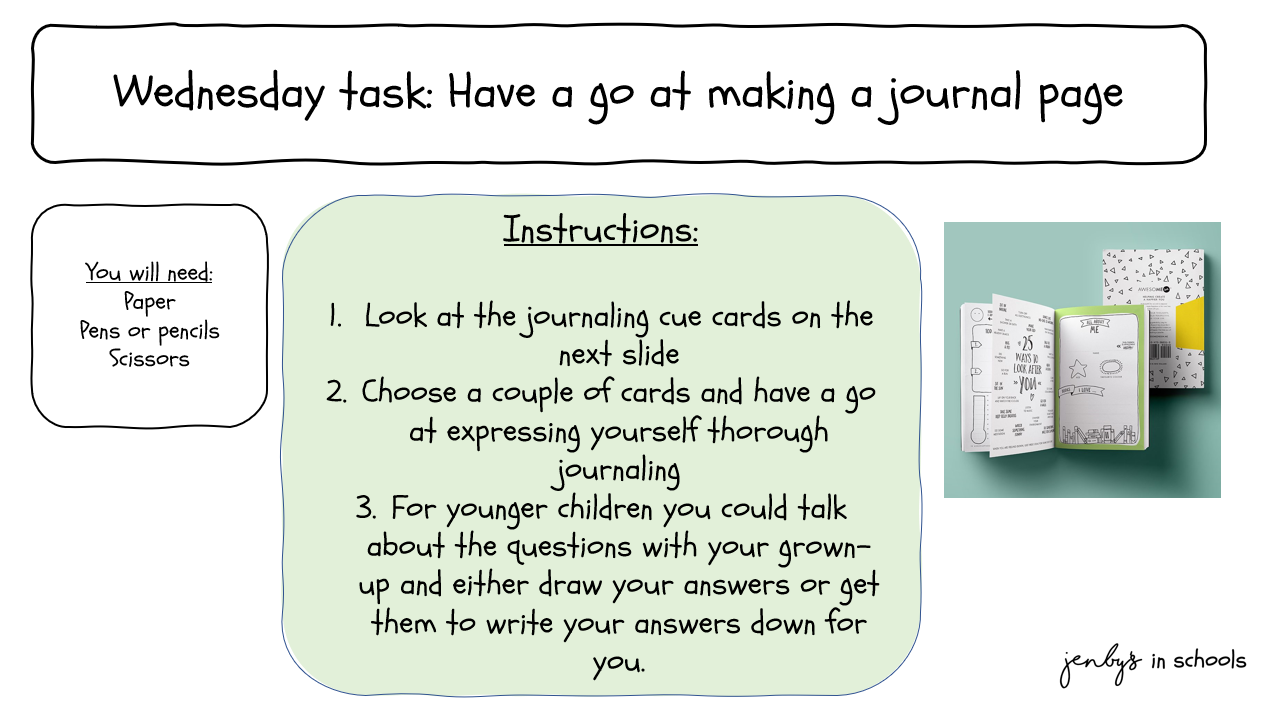 Wednesday task: Have a go at making a journal page
You will need:
Paper
Pens or pencils
Scissors
Instructions:
1. Look at the journaling cue cards on the
next slide
2. Choose a couple of cards and have a go
at expressing yourself thorough
journaling
3. For younger children you could talk
about the questions with your grown-
up and either draw your answers or get
them to write your answers down for
you.
AWESOME
ALL ABOUT
ME
25
WAYS TO
LOOK AFTER
YOU
I LOVE
jenby's in schools